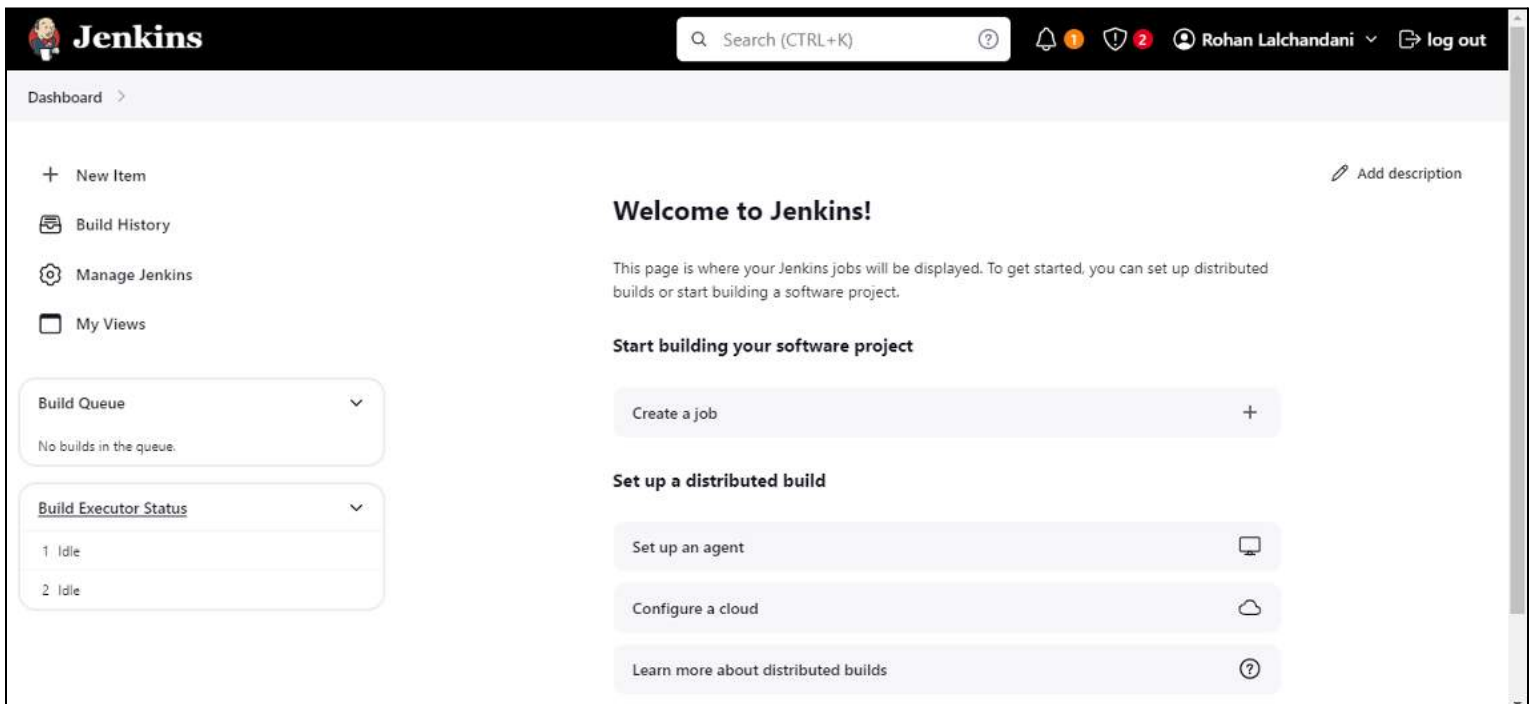 Jenkins
Search (CTRL+K)
1
2
Rohan Lalchandani
log out
Dashboard
New Item
Build History
Manage Jenkins
My Views
Build Queue
No builds in the queue.
Build Executor Status
1 Idle
2 Idle
Add description
Welcome to Jenkins!
This page is where your Jenkins jobs will be displayed. To get started, you can set up distributed
builds or start building a software project.
Start building your software project
Create a job
Set up a distributed build
Set up an agent
Configure a cloud
Learn more about distributed builds